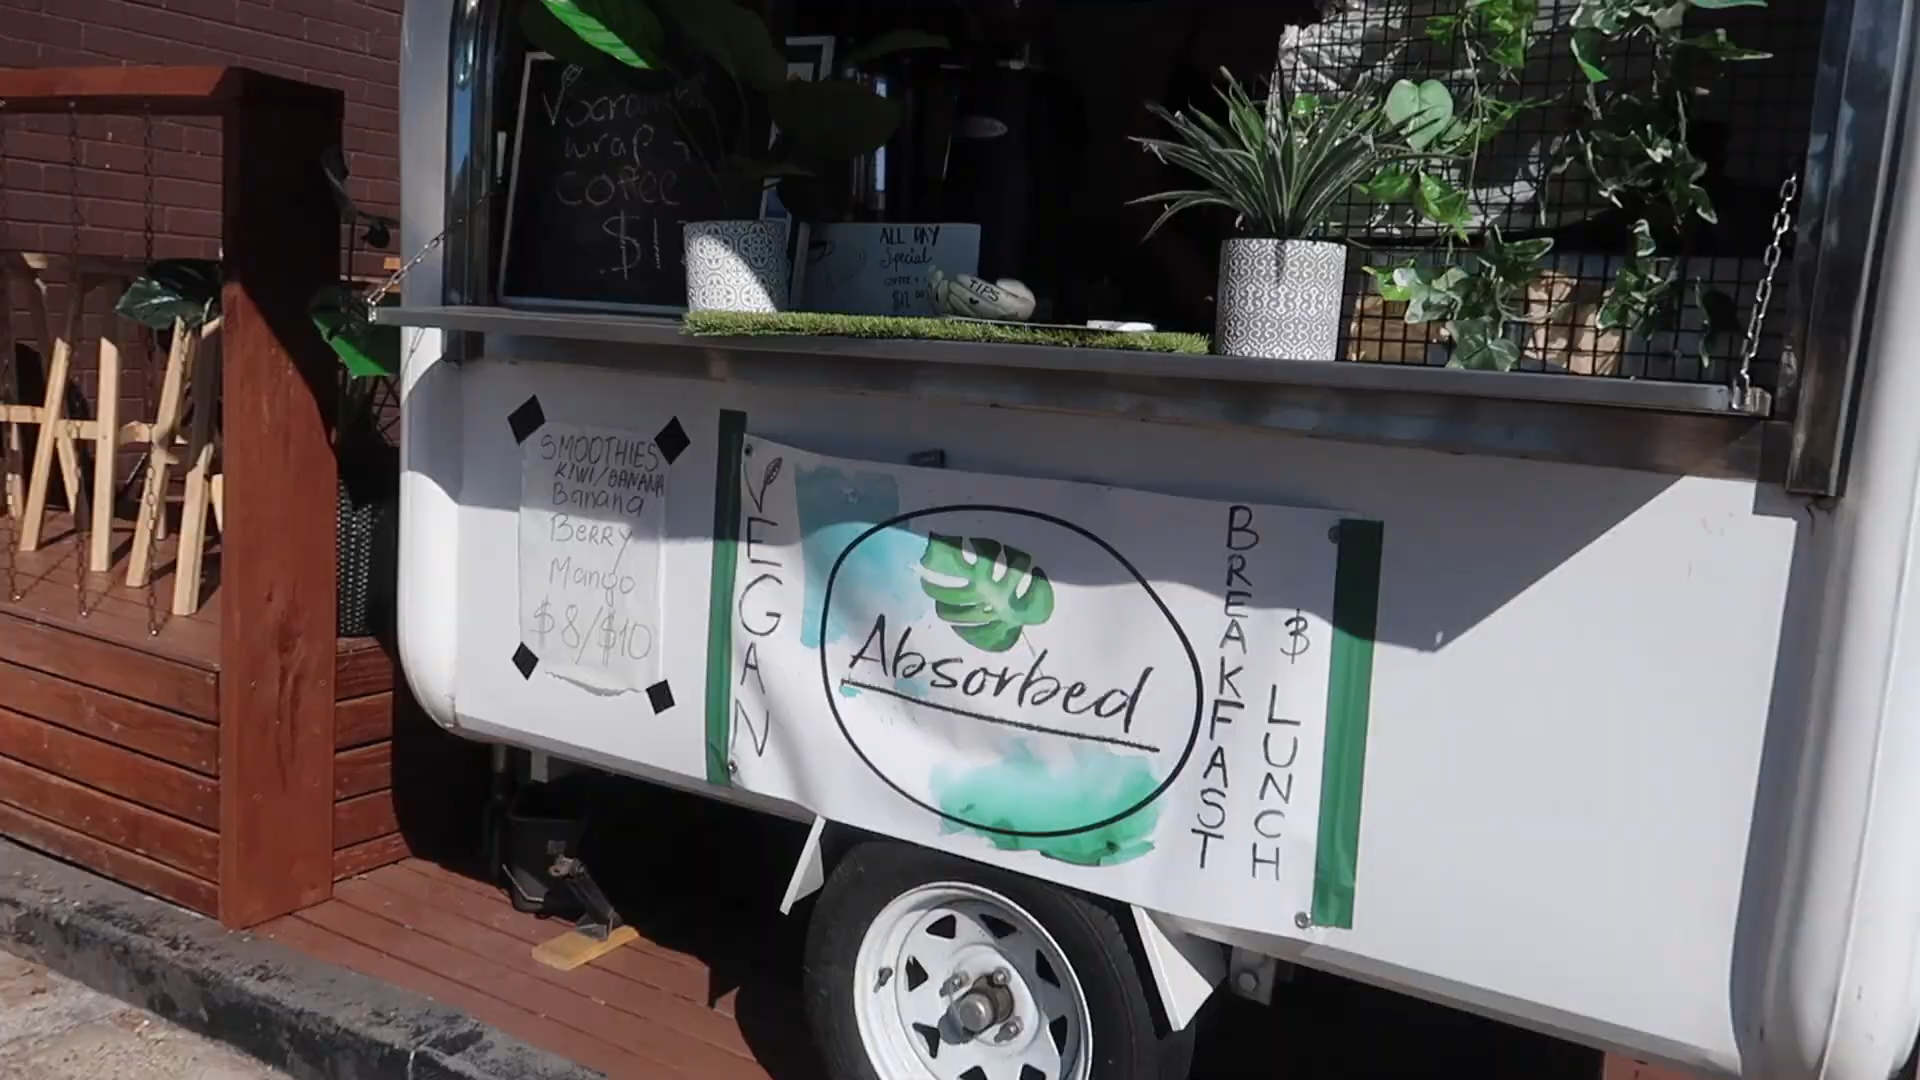 wrap
coffee
ALL DAY
Special
TIPS
SMOOTHIES
KIWI/BANANA
Banana
BERRY
Mango
$8/$10
VEGAN
Absorbed
BREAKFAST
& LUNCH